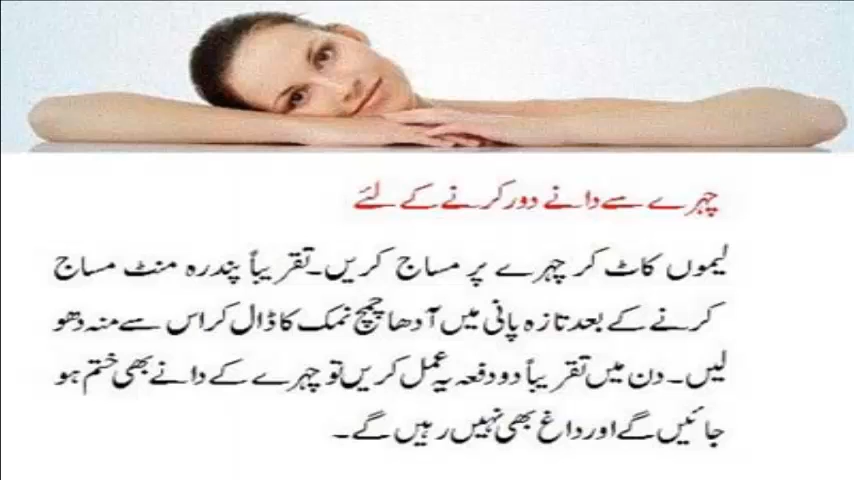 چہرے سے دانے دور کرنے کے لئے
لیموں کاٹ کر چہرے پر مساج کریں۔تقریباً پندرہ منٹ مساج
کرنے کے بعد تازہ پانی میں آدھا چمچ نمک کا ڈال کر اس سے منہ دھو
لیں۔دن میں تقریباً دو دفعہ یہ عمل کریں تو چہرے کے دانے بھی ختم ہو
جائیں گے اور داغ بھی نہیں رہیں گے۔